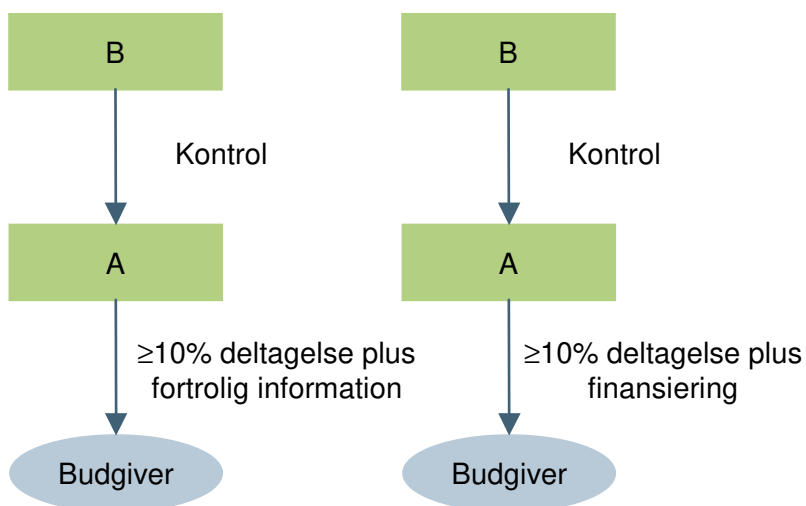 B
Kontrol
A
≥10% deltagelse plus
fortrolig information
Budgiver
B
Kontrol
A
≥10% deltagelse plus
finansiering
Budgiver